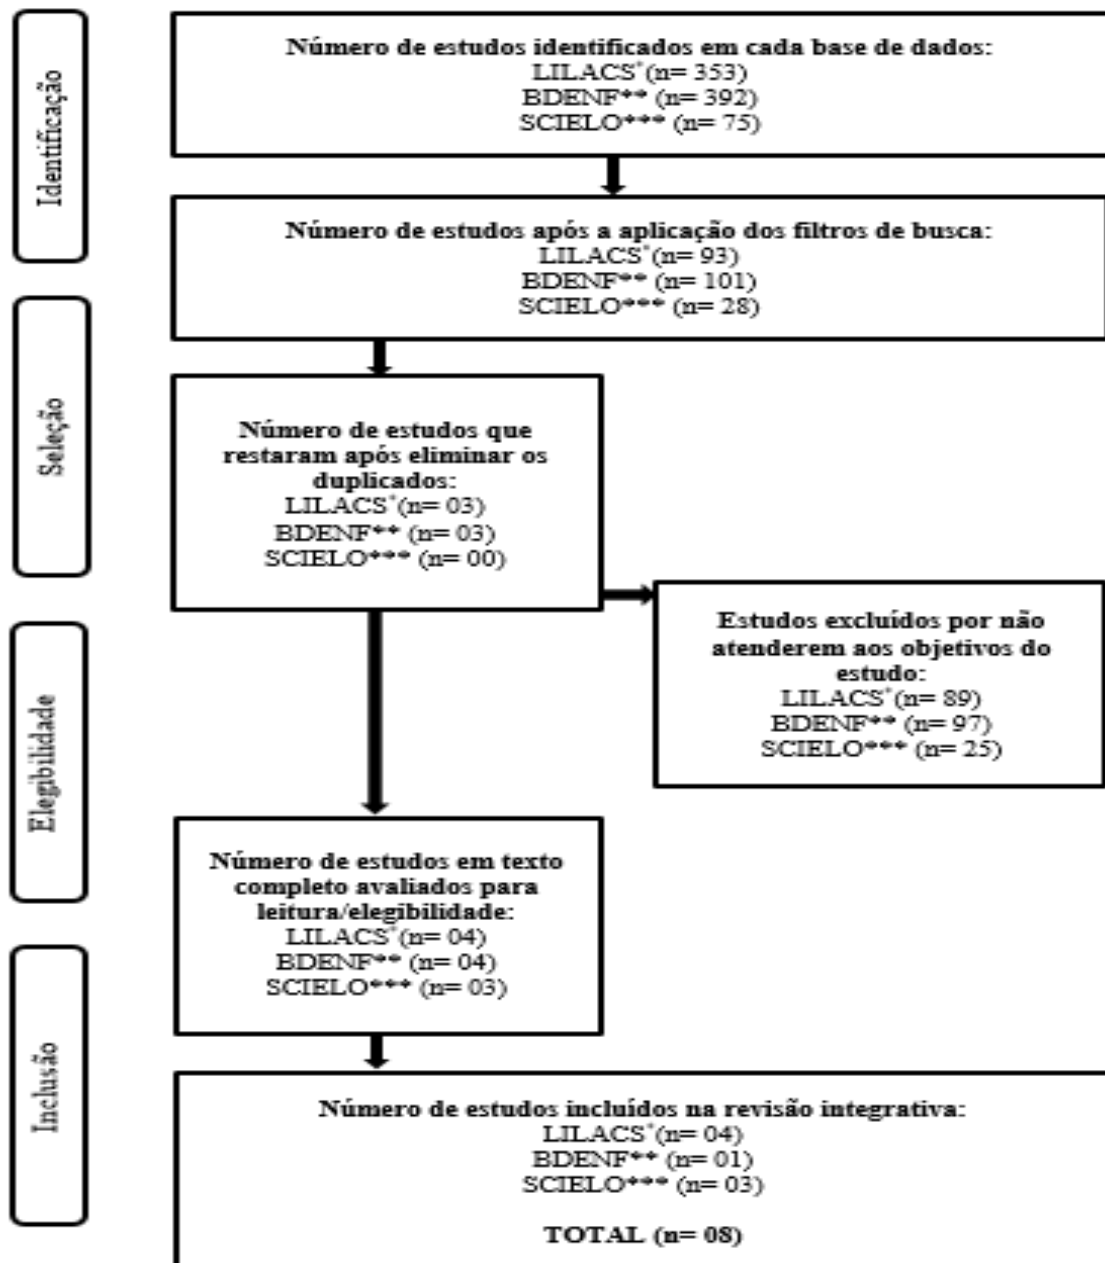 Identificação
Número de estudos identificados em cada base de dados:
LILACS*(n= 353)
BDENF** (n= 392)
SCIELO*** (n= 75)
Número de estudos após a aplicação dos filtros de busca:
LILACS*(n= 93)
BDENF** (n= 101)
SCIELO*** (n= 28)
Seleção
Número de estudos que
restaram após eliminar os
duplicados:
LILACS*(n= 03)
BDENF** (n= 03)
SCIELO*** (n= 00)
Estudos excluídos por não
atenderem aos objetivos do
estudo:
LILACS*(n= 89)
BDENF** (n= 97)
SCIELO*** (n= 25)
Elegibilidade
Número de estudos em texto
completo avaliados para
leitura/elegibilidade:
LILACS*(n= 04)
BDENF** (n= 04)
SCIELO*** (n= 03)
Inclusão
Número de estudos incluídos na revisão integrativa:
LILACS*(n= 04)
BDENF** (n= 01)
SCIELO*** (n= 03)
TOTAL (n= 08)